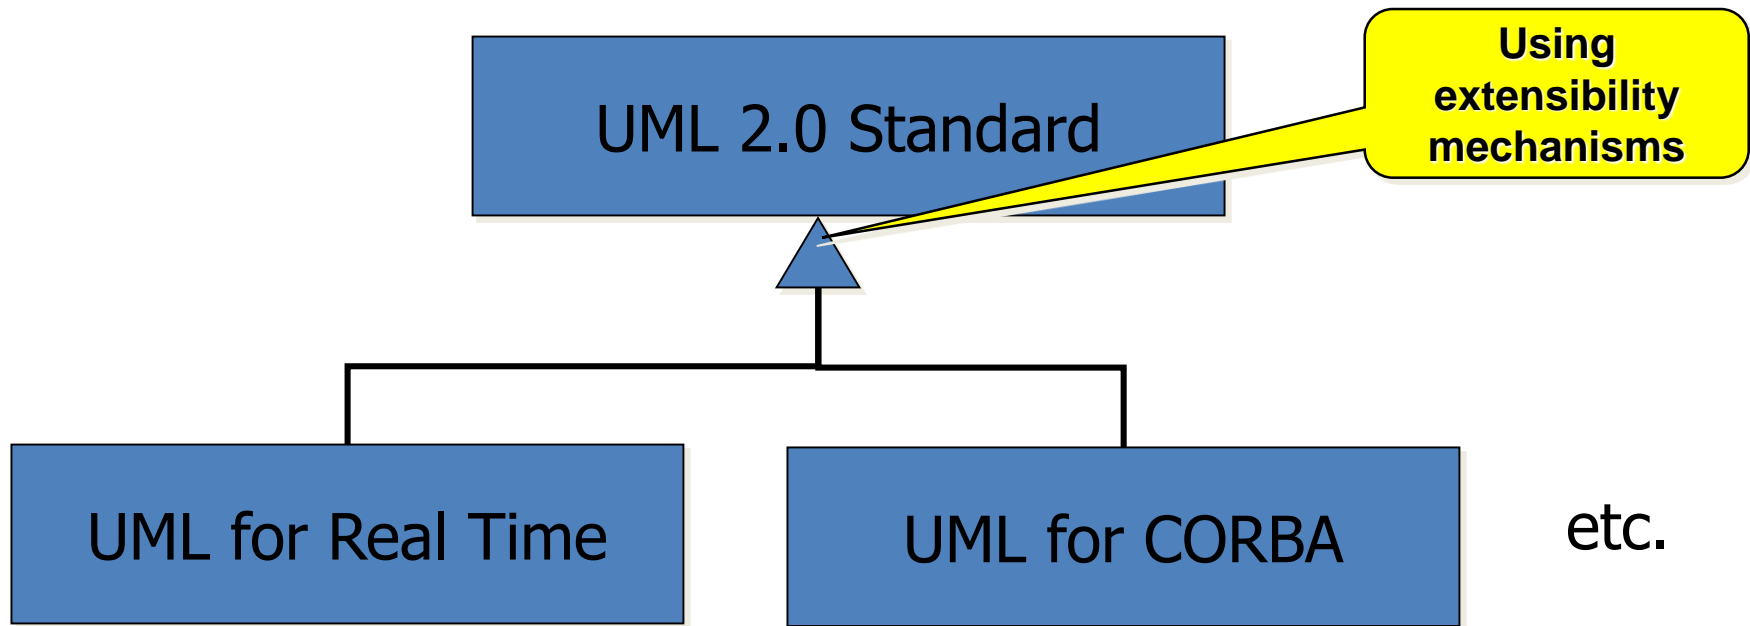 UML 2.0 Standard
Using
extensibility
mechanisms
UML for Real Time
UML for CORBA
etc.